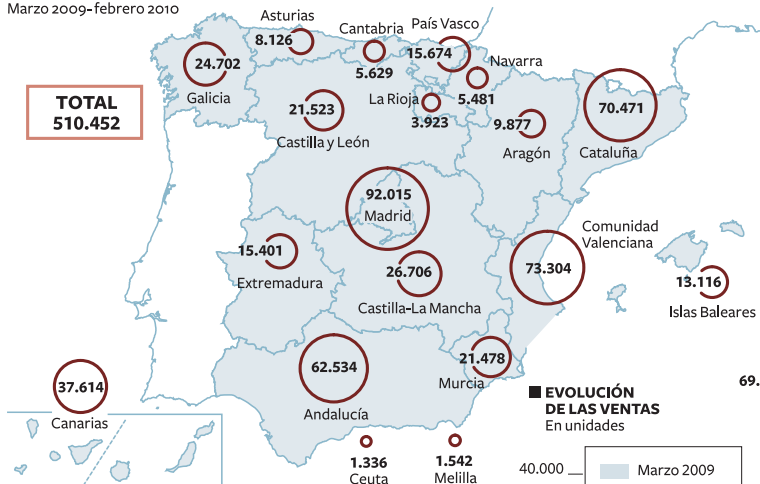 Marzo 2009-febrero 2010
Asturias
8.126
Cantabria
5.629
País Vasco
15.674
Navarra
5.481
24.702
Galicia
TOTAL
510.452
21.523
Castilla y León
La Rioja
3.923
9.877
Aragón
70.471
Cataluña
92.015
Madrid
Comunidad
Valenciana
73.304
15.401
Extremadura
26.706
Castilla-La Mancha
13.116
Islas Baleares
62.534
Andalucía
21.478
Murcia
37.614
Canarias
1.336
Ceuta
1.542
Melilla
69.
EVOLUCIÓN
DE LAS VENTAS
En unidades
40.000
Marzo 2009